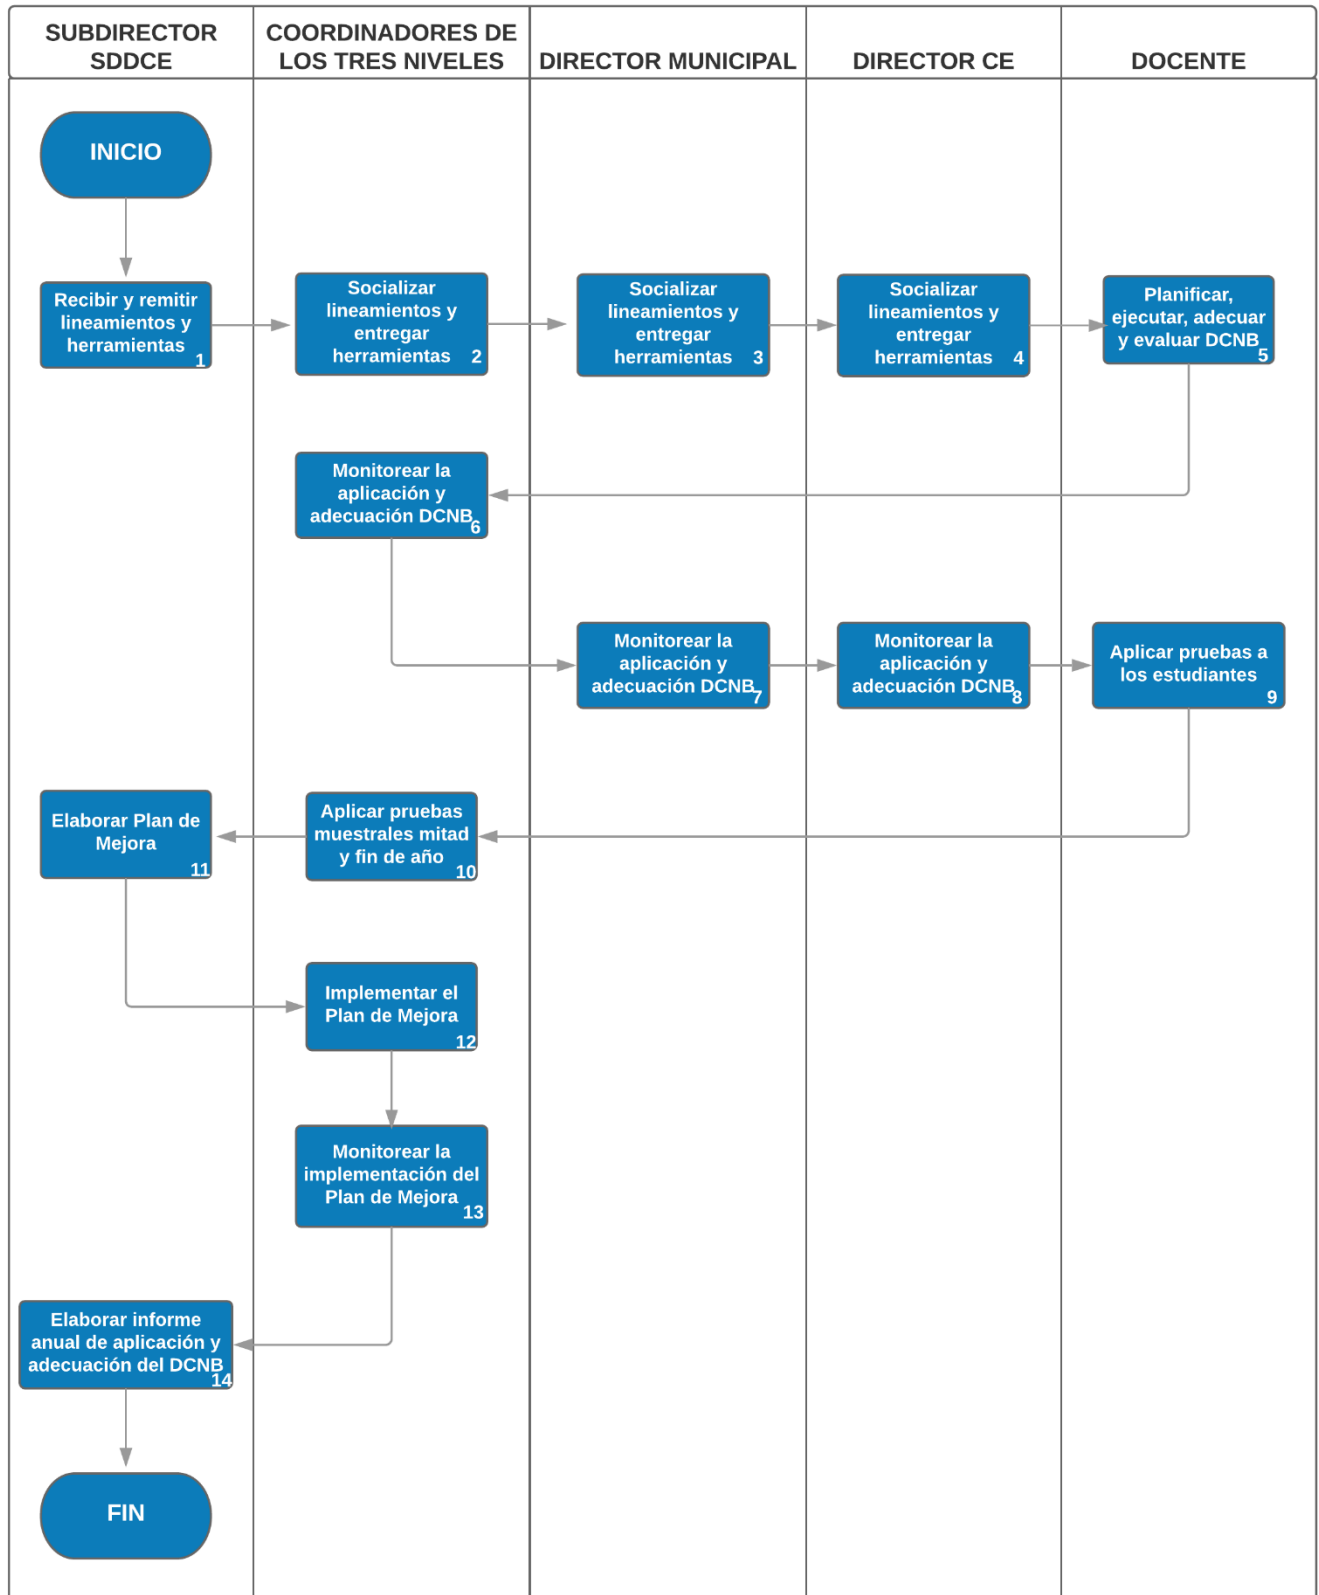 SUBDIRECTOR
SDDCE
COORDINADORES DE
LOS TRES NIVELES
DIRECTOR MUNICIPAL
DIRECTOR CE
DOCENTE
INICIO
Recibir y remitir
lineamientos y
herramientas
1
Socializar
lineamientos y
entregar
herramientas
2
Socializar
lineamientos y
entregar
herramientas
3
Socializar
lineamientos y
entregar
herramientas
4
Planificar,
ejecutar, adecuar
y evaluar DCNB
5
Monitorear la
aplicación y
adecuación DCNB
6
Monitorear la
aplicación y
adecuación DCNB
7
Monitorear la
aplicación y
adecuación DCNB
8
Aplicar pruebas a
los estudiantes
9
Aplicar pruebas
muestrales mitad
y fin de año
10
Elaborar Plan de
Mejora
11
Implementar el
Plan de Mejora
12
Monitorear la
implementación del
Plan de Mejora
13
Elaborar informe
anual de aplicación y
adecuación del DCNB
14
FIN